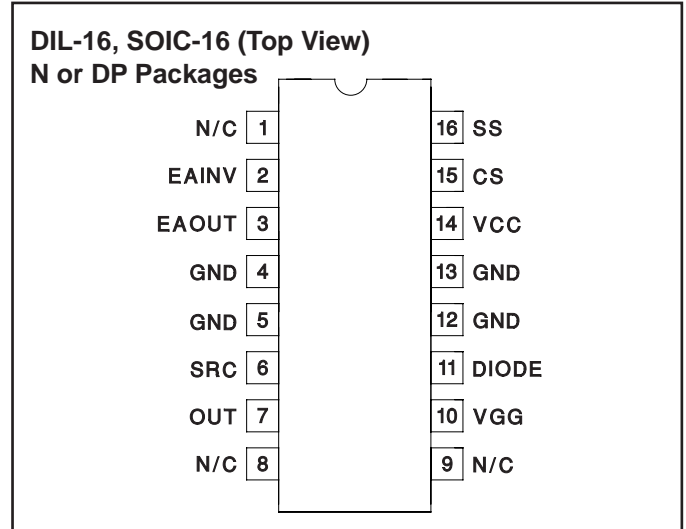 DIL-16, SOIC-16 (Top View)
N or DP Packages
N/C 1 16 SS
EAINV 2 15 CS
EAOUT 3 14 VCC
GND 4 13 GND
GND 5 12 GND
SRC 6 11 DIODE
OUT 7 10 VGG
N/C 8 9 N/C